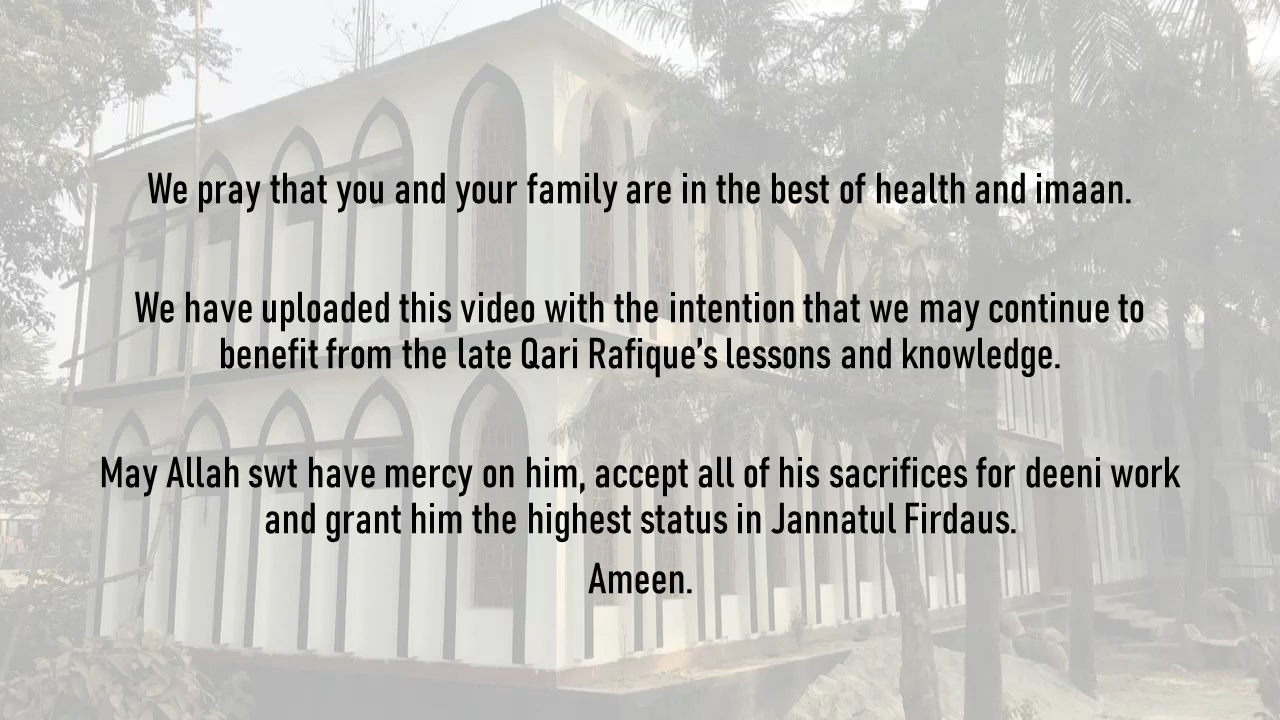 We pray that you and your family are in the best of health and imaan.
We have uploaded this video with the intention that we may continue to
benefit from the late Qari Rafique’s lessons and knowledge.
May Allah swt have mercy on him, accept all of his sacrifices for deeni work
and grant him the highest status in Jannatul Firdaus.
Ameen.